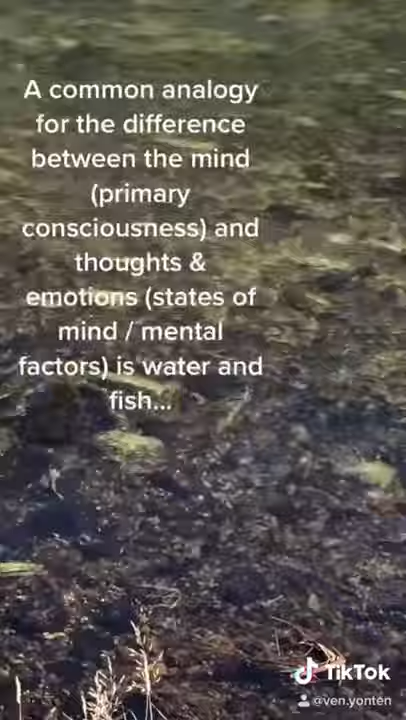 A common analogy
for the difference
between the mind
(primary
consciousness) and
thoughts &
emotions (states of
mind / mental
factors) is water and
fish...
TikTok
@ven.yonten